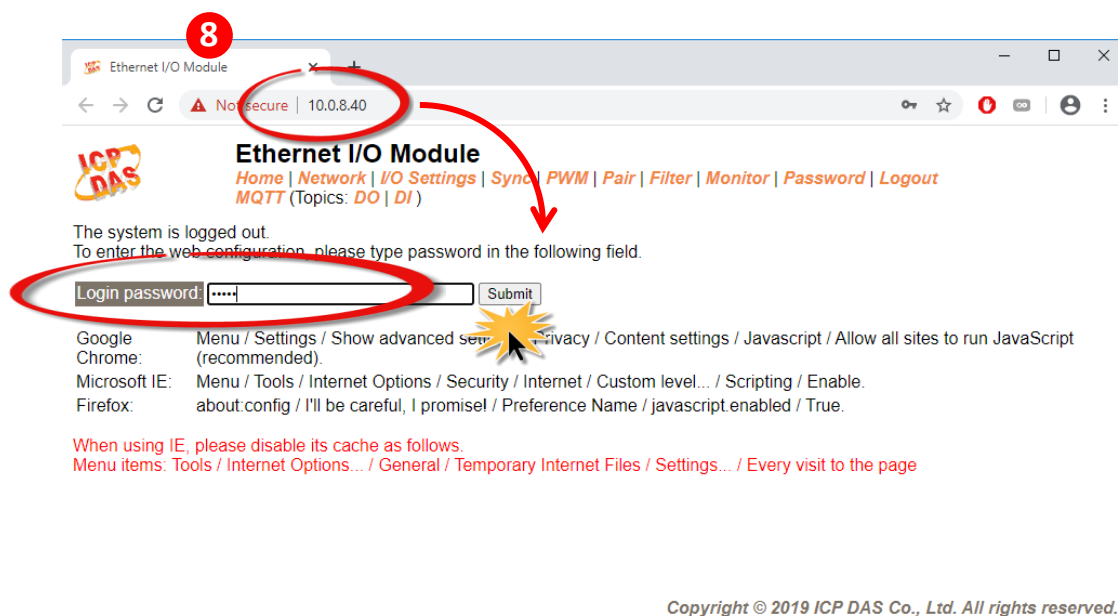 8
Ethernet I/O Module
Not secure | 10.0.8.40
ICP DAS
Ethernet I/O Module
Home | Network | I/O Settings | Sync | PWM | Pair | Filter | Monitor | Password | Logout
MQTT (Topics: DO | DI )
The system is logged out.
To enter the web configuration, please type password in the following field.
Login password: ••••• Submit
Google Chrome: Menu / Settings / Show advanced / Privacy / Content settings / Javascript / Allow all sites to run JavaScript
(recommended).
Microsoft IE: Menu / Tools / Internet Options / Security / Internet / Custom level... / Scripting / Enable.
Firefox: about:config / I'll be careful, I promise! / Preference Name / javascript.enabled / True.
When using IE, please disable its cache as follows.
Menu items: Tools / Internet Options... / General / Temporary Internet Files / Settings... / Every visit to the page
Copyright © 2019 ICP DAS Co., Ltd. All rights reserved.